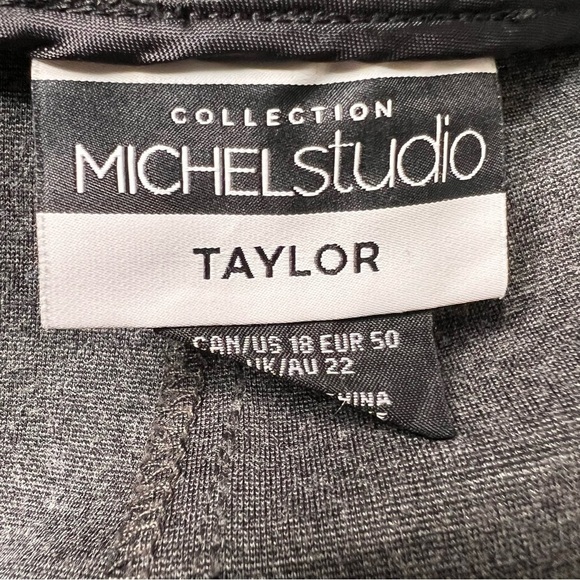 COLLECTION
MICHELstudio
TAYLOR
CAN/US 18 EUR 50
UK/AU 22